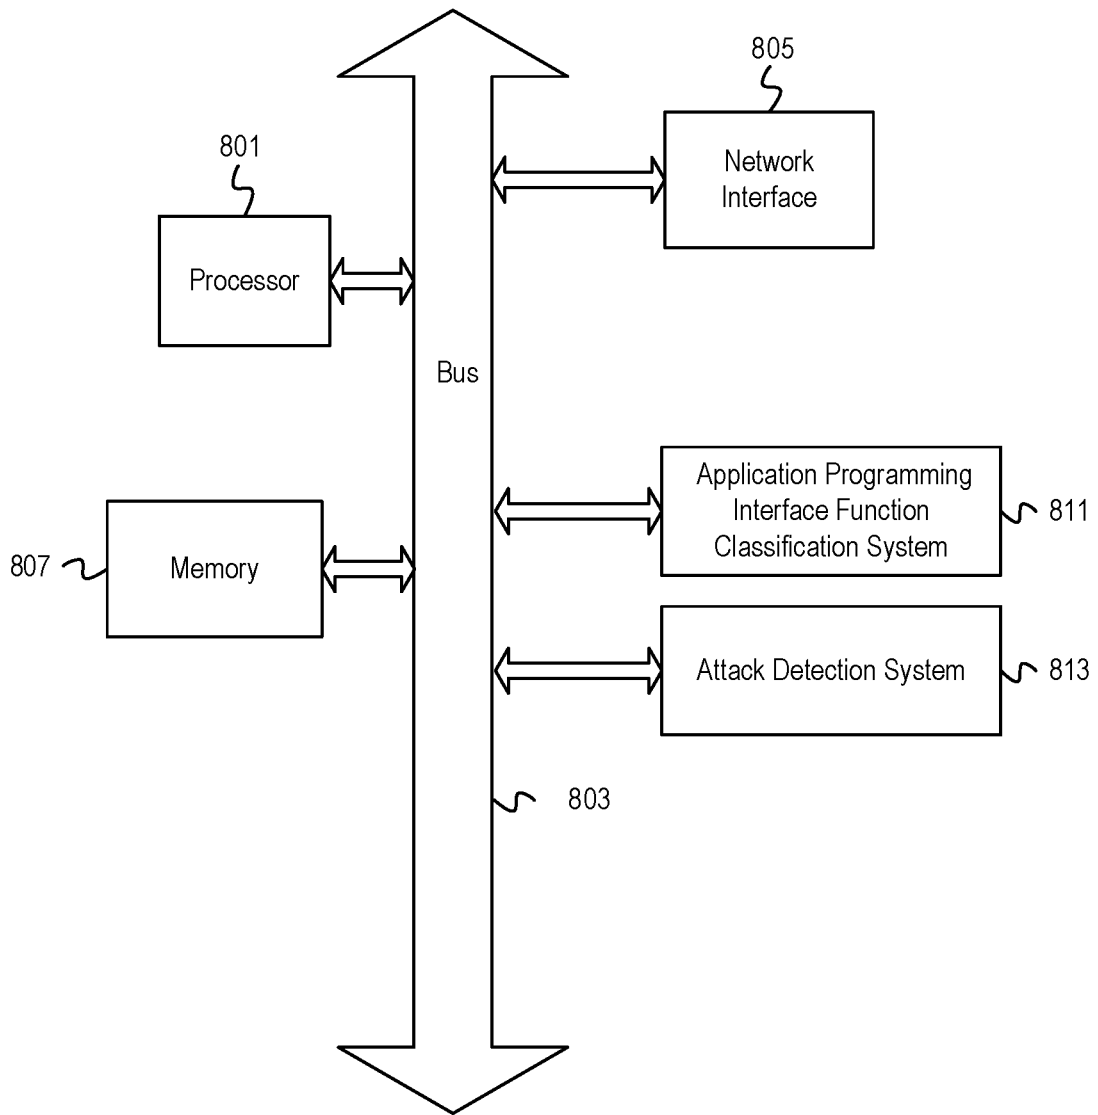 805
Network
Interface
801
Processor
Bus
Application Programming
Interface Function
Classification System
811
807
Memory
Attack Detection System
813
803